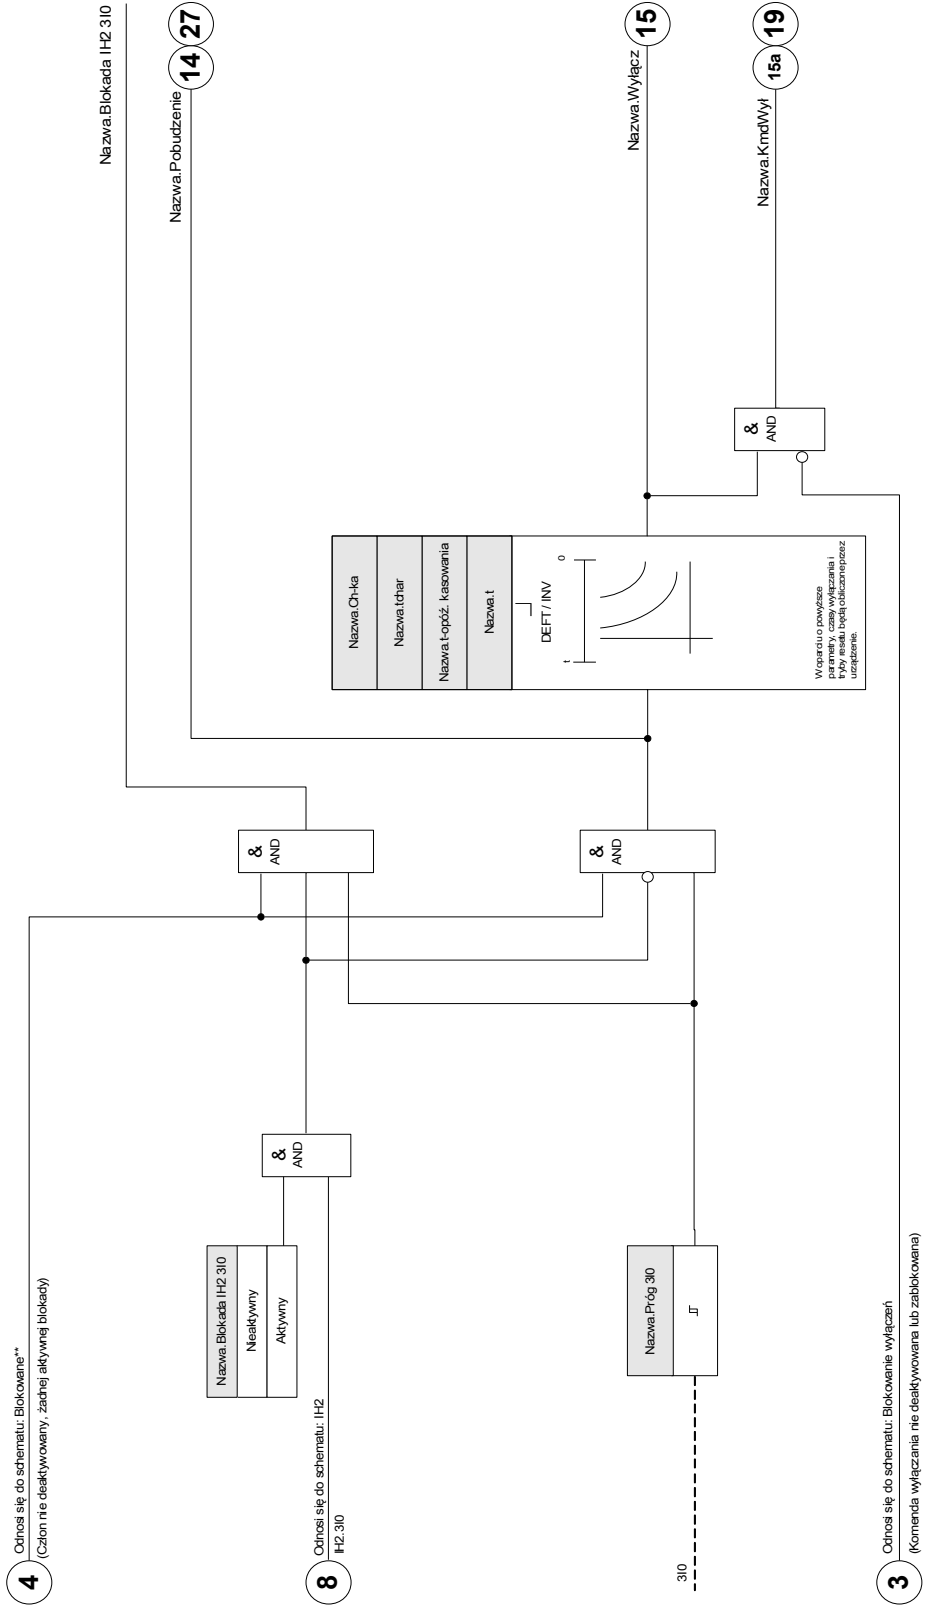 4
Odnosi się do schematu: Blokowane**
(Człon nie deaktywowany, żadnej aktywnej blokady)
Nazwa.Blokada IH2 3I0
Nieaktywny
Aktywny
8
Odnosi się do schematu: IH2
IH2.3I0
&
AND
&
AND
Nazwa.Blokada IH2 3I0
Nazwa.Pobudzenie
14
27
3I0
Nazwa.Próg 3I0
&
AND
Nazwa.Ch-ka
Nazwa.tchar
Nazwa.t-opóź. kasowania
Nazwa.t
DEFT / INV
t
0
W oparciu o powyższe
parametry, czasy wyłączania i
tryby resetu będą obliczone przez
urządzenie.
Nazwa.Wyłącz
15
&
AND
Nazwa.KmdWył
15a
19
3
Odnosi się do schematu: Blokowanie wyłączeń
(Komenda wyłączania nie deaktywowana lub zablokowana)